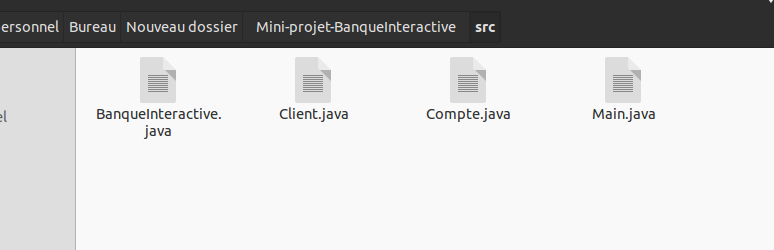 ersonnel Bureau Nouveau dossier Mini-projet-BanqueInteractive src
BanqueInteractive. Client.java Compte.java Main.java
java
el